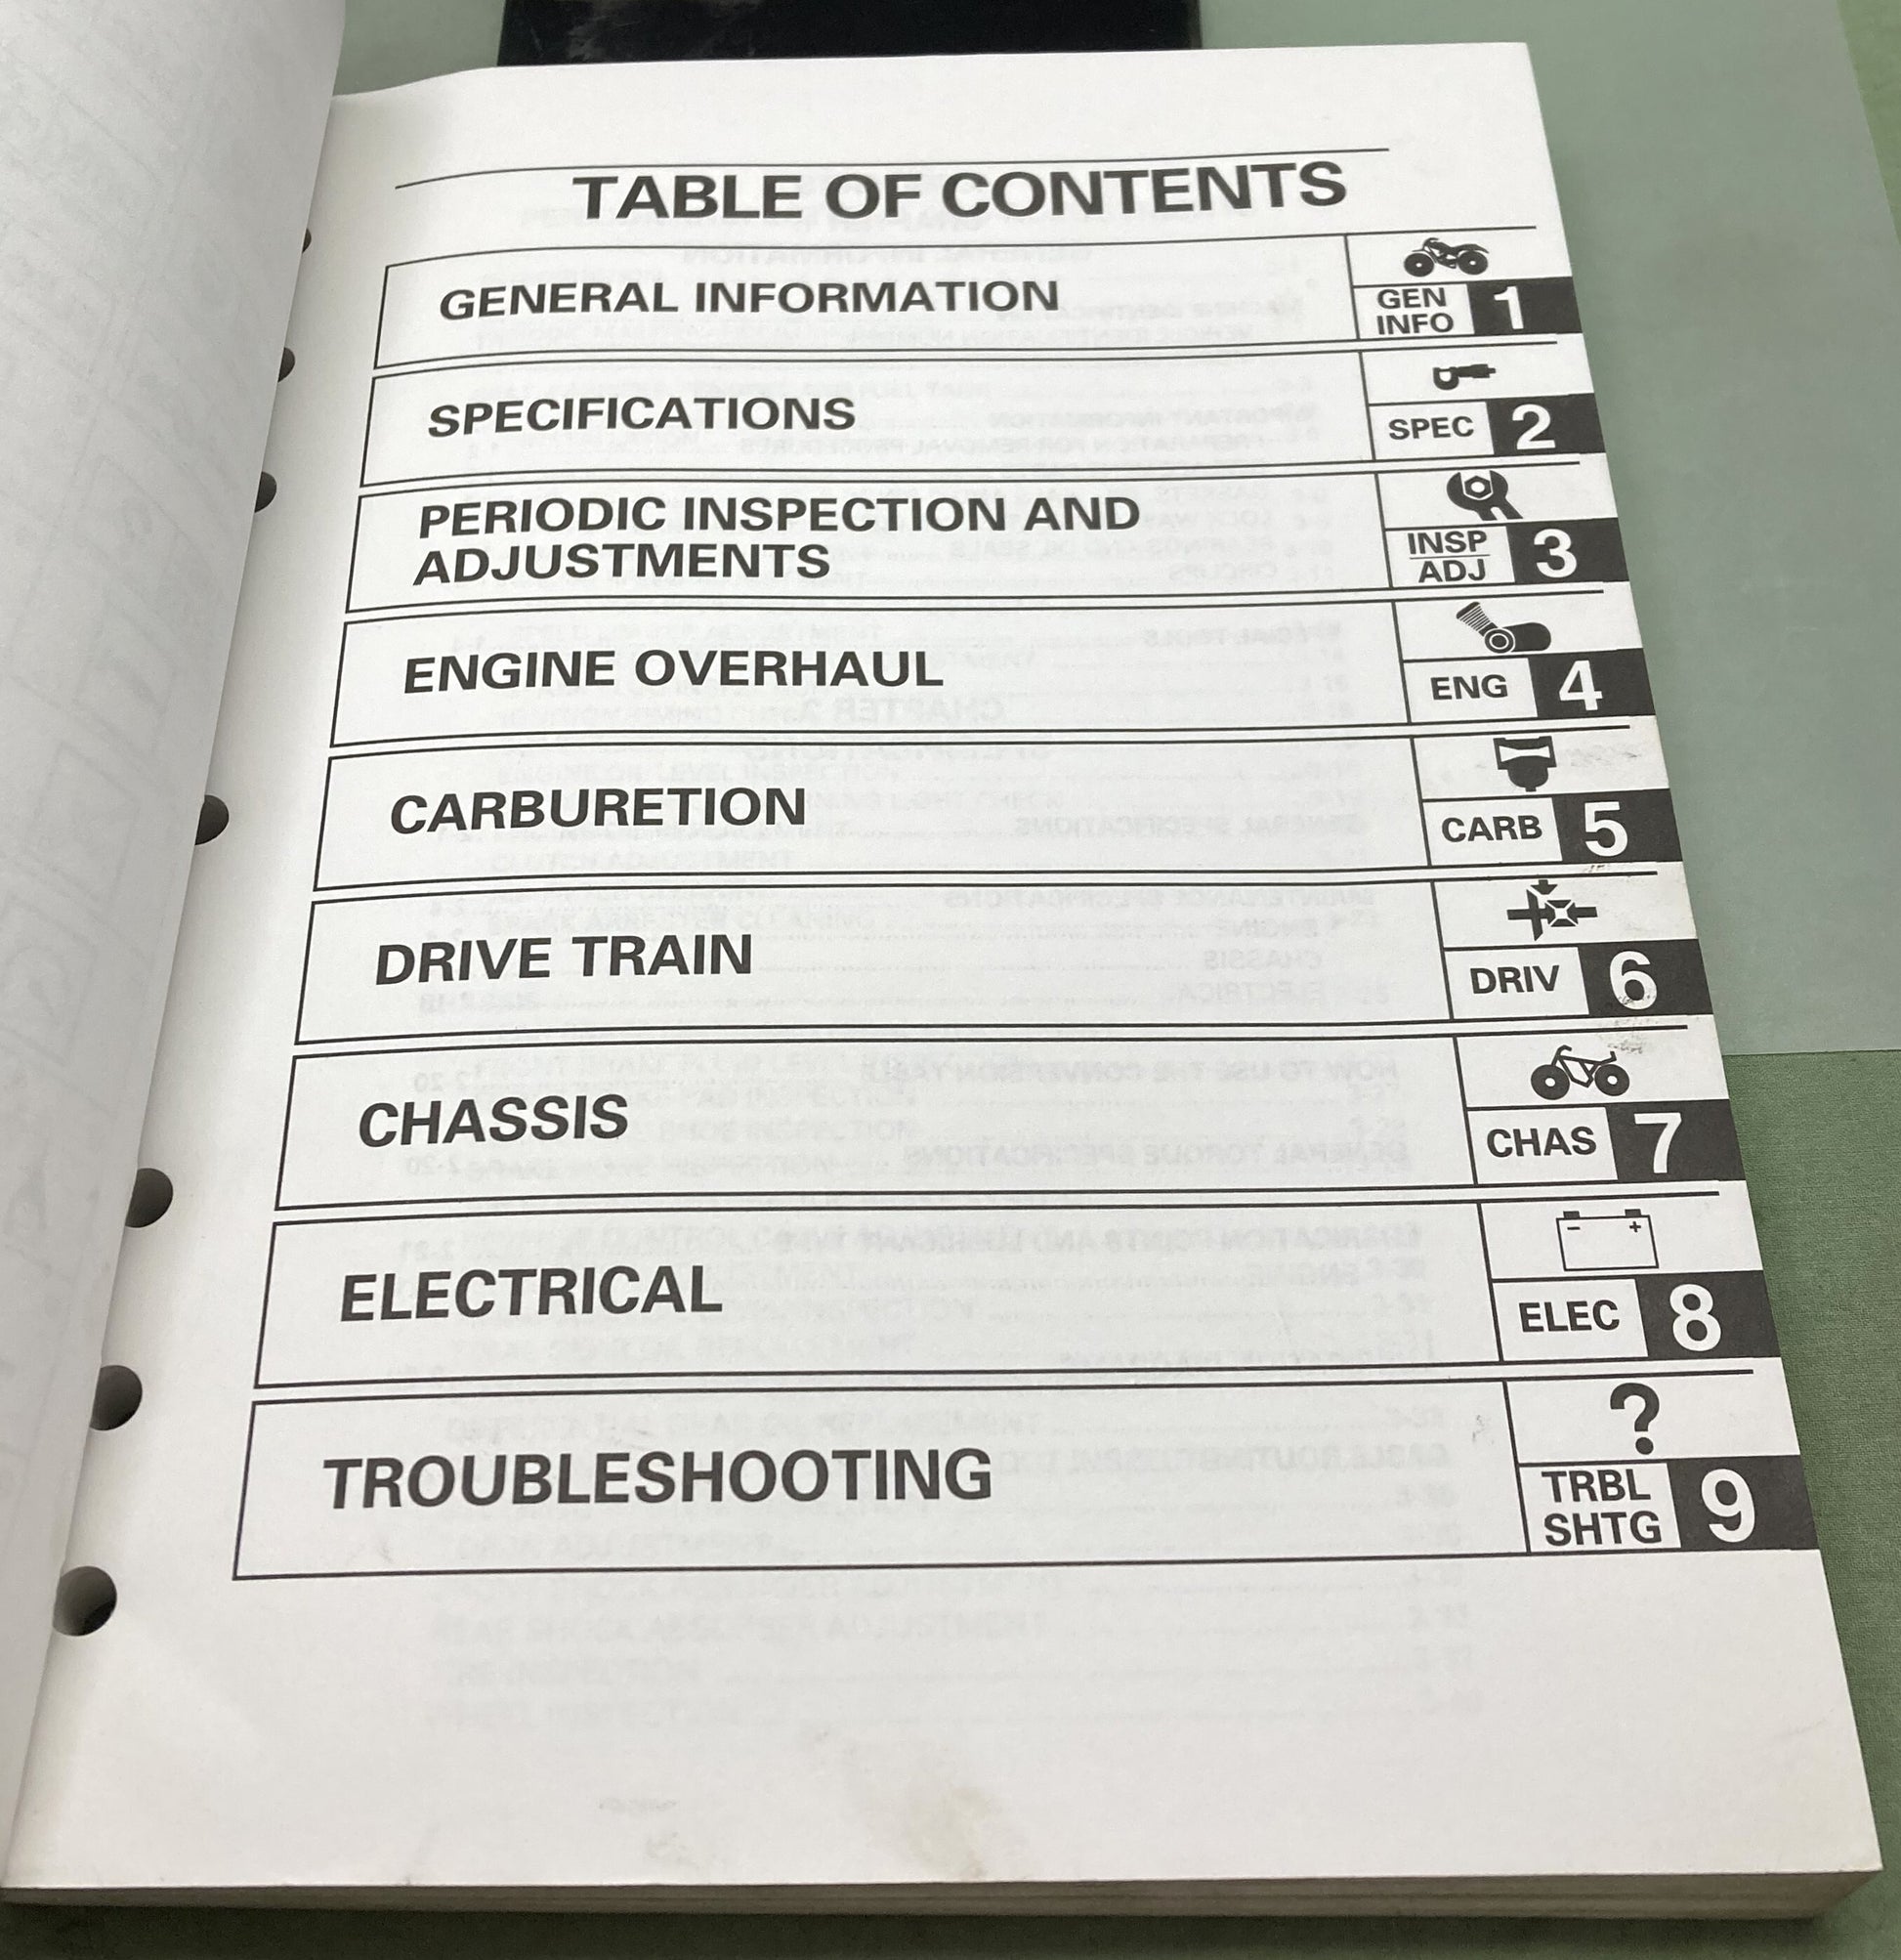 TABLE OF CONTENTS
GENERAL INFORMATION
GEN
INFO
1
SPECIFICATIONS
SPEC
2
PERIODIC INSPECTION AND
ADJUSTMENTS
INSP
ADJ
3
ENGINE OVERHAUL
ENG
4
CARBURETION
CARB
5
DRIVE TRAIN
DRIV
6
CHASSIS
CHAS
7
ELECTRICAL
- +
ELEC
8
TROUBLESHOOTING
?
TRBL
SHTG
9